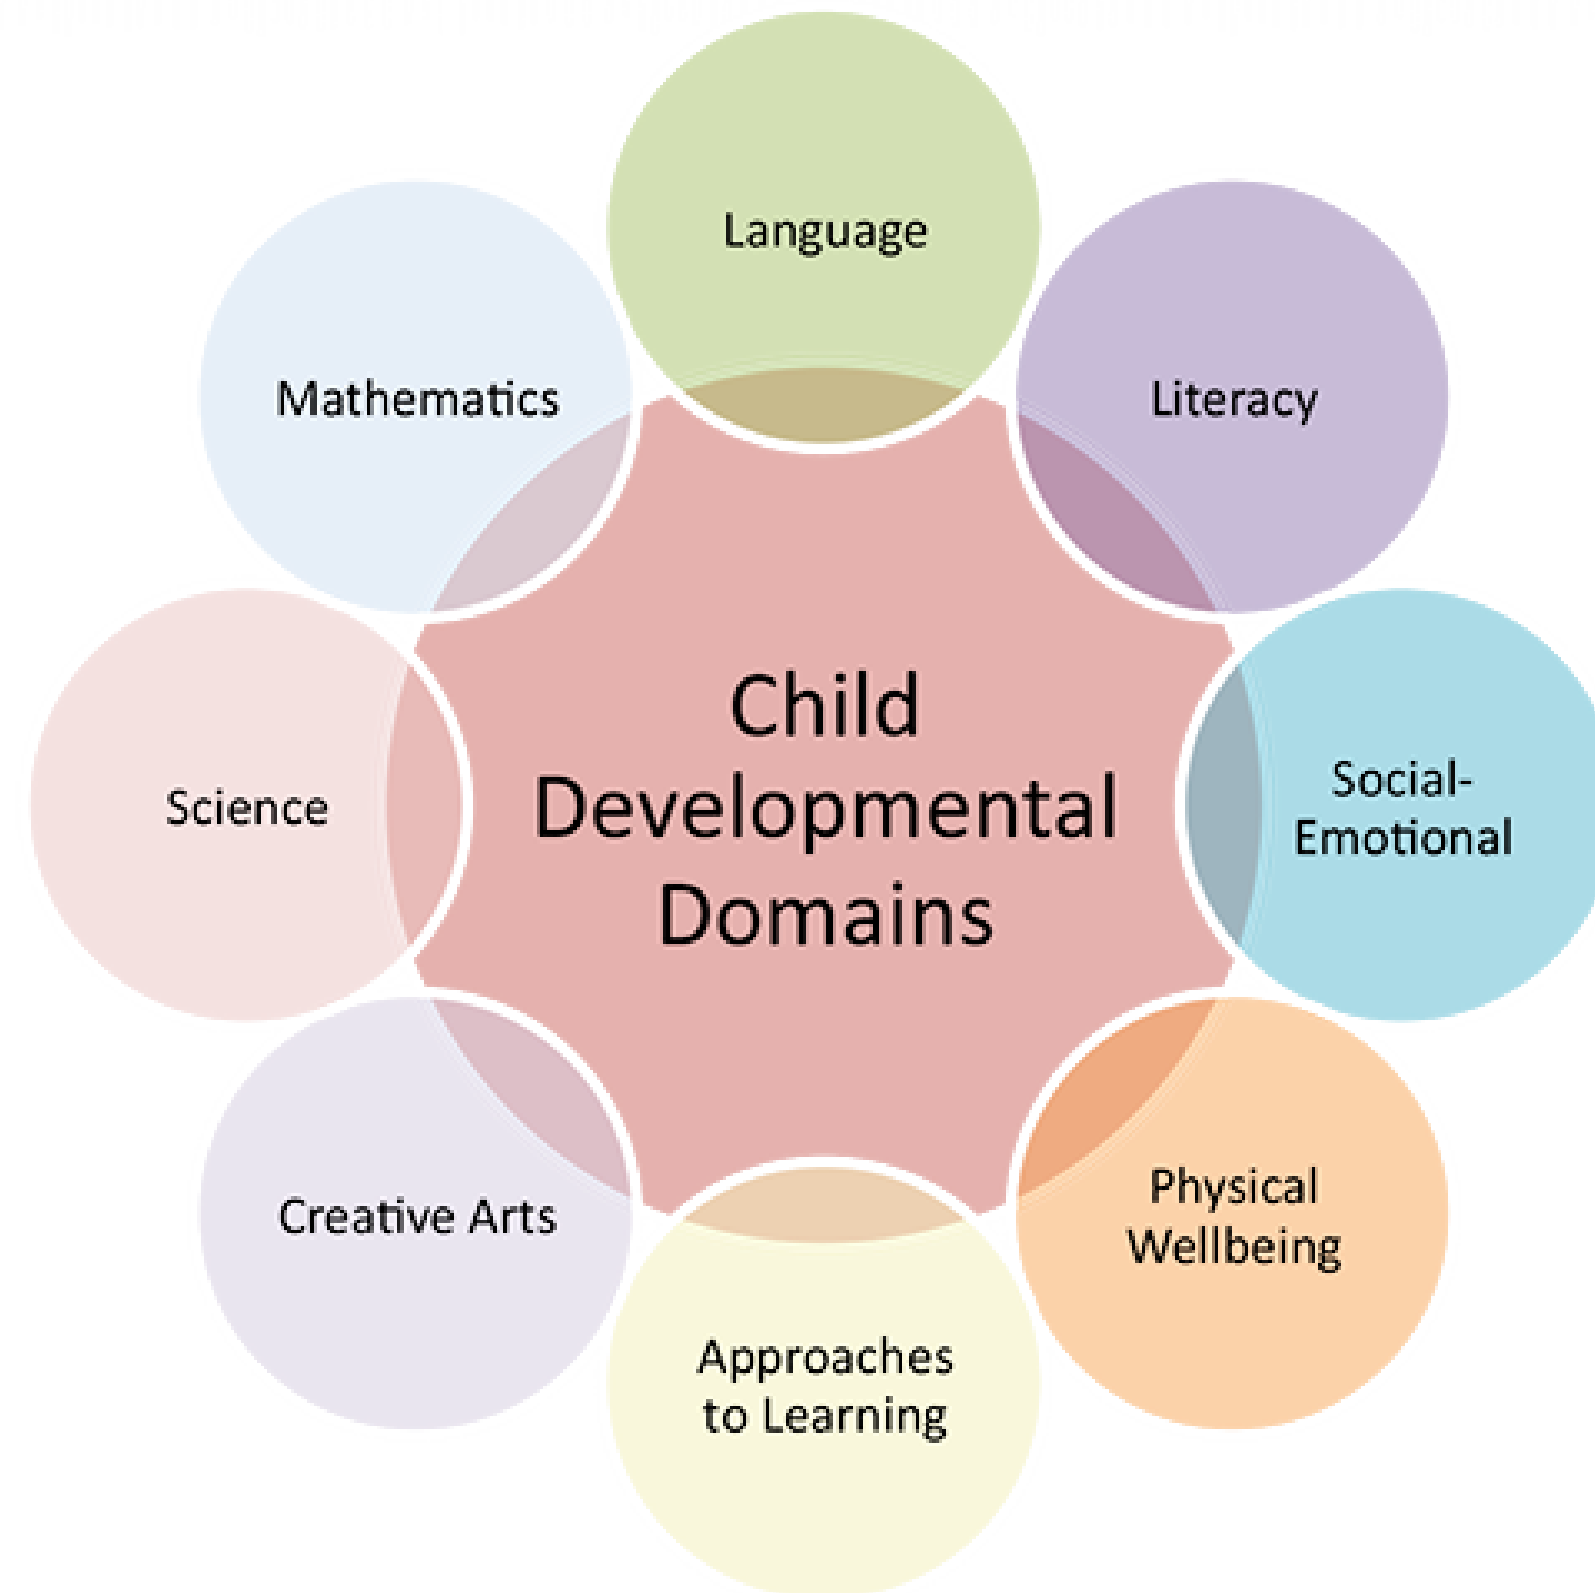 Language
Mathematics
Literacy
Child
Developmental
Domains
Science
Social-
Emotional
Creative Arts
Physical
Wellbeing
Approaches
to Learning